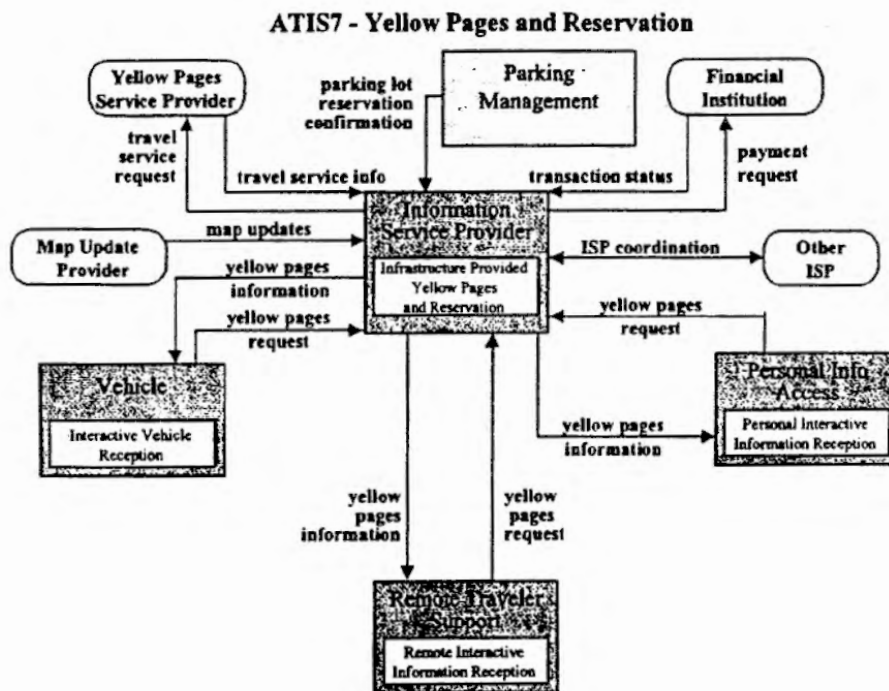 ATIS7 - Yellow Pages and Reservation
Yellow Pages
Service Provider
parking lot
reservation
confirmation
Parking
Management
Financial
Institution
travel
service
request
travel service info
transaction status
payment
request
Information
Service Provider
Map Update
Provider
map updates
ISP coordination
Other
ISP
Infrastructure Provided
Yellow Pages
and Reservation
yellow pages
information
yellow pages
request
yellow pages
request
Vehicle
Interactive Vehicle
Reception
Personal Info
Access
Personal Interactive
Information Reception
yellow pages
information
yellow
pages
information
yellow
pages
request
Remote Traveler
Support
Remote Interactive
Information Reception